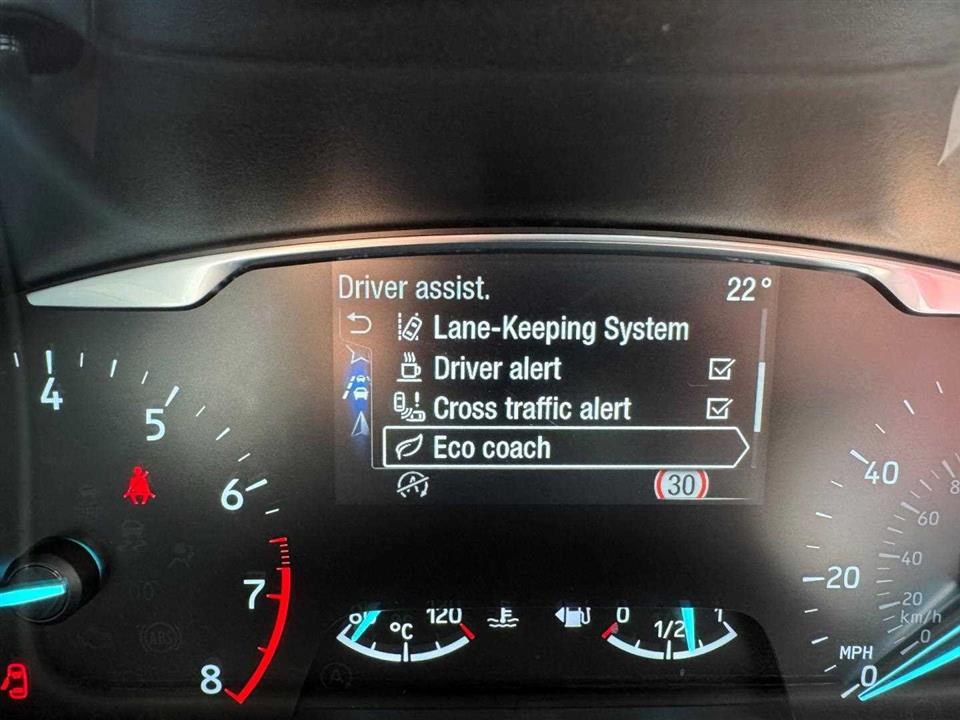 Driver assist. 22°
Lane-Keeping System
Driver alert
Cross traffic alert
Eco coach
30
4
5
6
7
8
ABS
120
°C
0 1/2 1
40
20
0
MPH
60
40
20
km/h
0